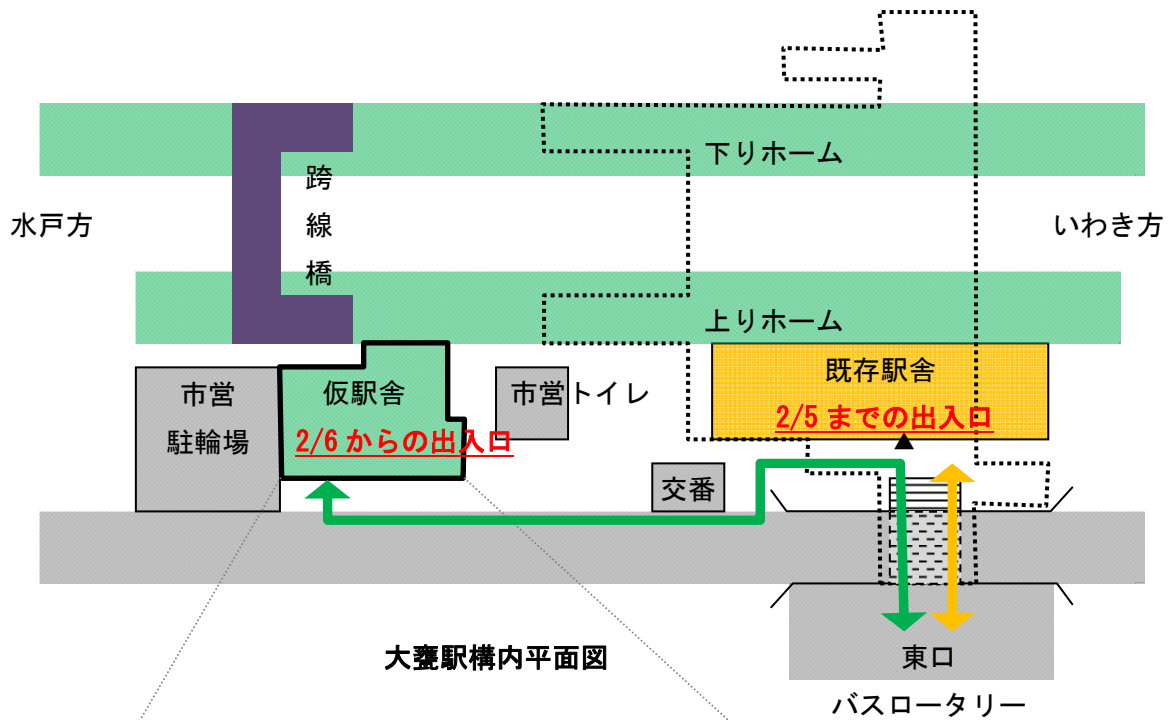 下りホーム
跨線橋
水戸方
いわき方
上りホーム
既存駅舎
2/5 までの出入口
市営
駐輪場
仮駅舎
2/6 からの出入口
市営トイレ
交番
大甕駅構内平面図
東口
バスロータリー